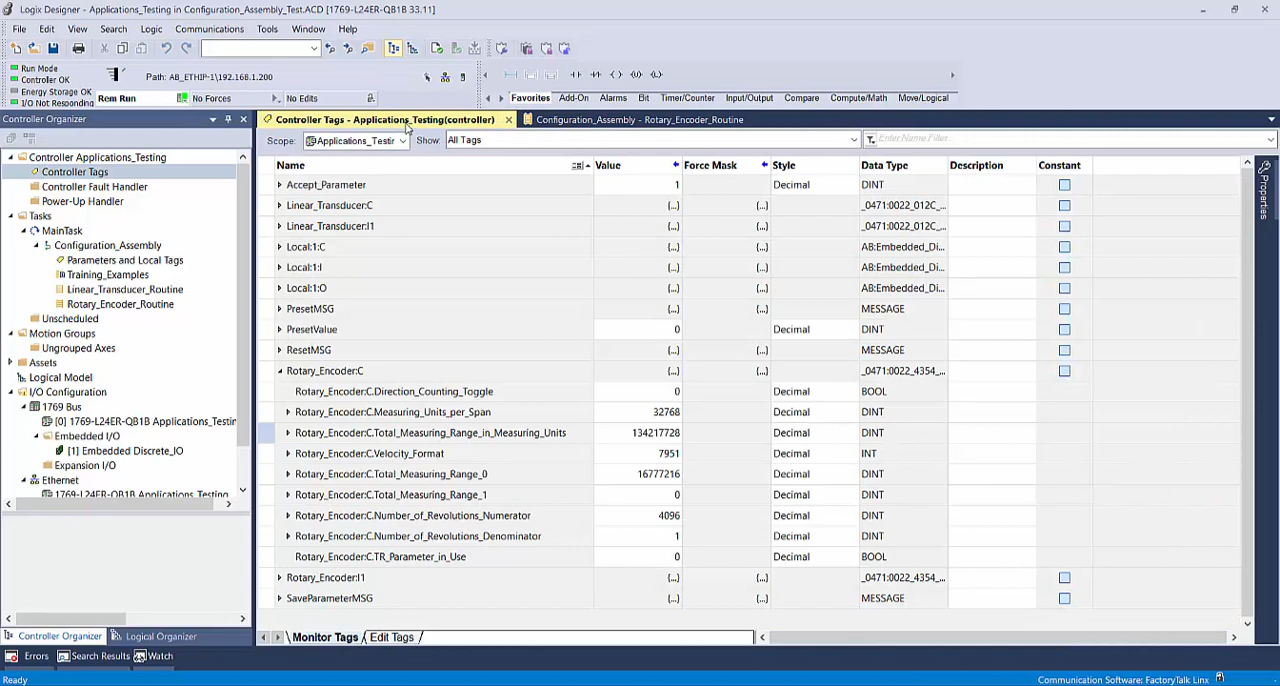 Logix Designer - Applications_Testing in Configuration_Assembly_Test.ACD [1769-L24ER-QB1B 33.11]
File Edit View Search Logic Communications Tools Window Help
Run Mode
Controller OK
Energy Storage OK
I/O Not Responding
Path: AB_ETHIP-1\192.168.1.200
Rem Run No Forces No Edits
Favorites Add-On Alarms Bit Timer/Counter Input/Output Compare Compute/Math Move/Logical
Controller Organizer
Controller Tags - Applications_Testing(controller)
Configuration_Assembly - Rotary_Encoder_Routine
Scope: Applications_Testir Show: All Tags Enter Name Filter...
Controller Applications_Testing
Controller Tags
Controller Fault Handler
Power-Up Handler
Tasks
MainTask
Configuration_Assembly
Parameters and Local Tags
Training_Examples
Linear_Transducer_Routine
Rotary_Encoder_Routine
Unscheduled
Motion Groups
Ungrouped Axes
Assets
Logical Model
I/O Configuration
1769 Bus
[0] 1769-L24ER-QB1B Applications_Testin
Embedded I/O
[1] Embedded Discrete_IO
Expansion I/O
Ethernet
1769-L24ER-QB1B Applications_Testing
Controller Organizer Logical Organizer
Name Value Force Mask Style Data Type Description Constant
Accept_Parameter 1 Decimal DINT
Linear_Transducer:C {...} {...} _0471:0022_012C_...
Linear_Transducer:I1 {...} {...} _0471:0022_012C_...
Local:1:C {...} {...} AB:Embedded_Di...
Local:1:I {...} {...} AB:Embedded_Di...
Local:1:O {...} {...} AB:Embedded_Di...
PresetMSG {...} {...} MESSAGE
PresetValue 0 Decimal DINT
ResetMSG {...} {...} MESSAGE
Rotary_Encoder:C {...} {...} _0471:0022_4354_...
Rotary_Encoder:C.Direction_Counting_Toggle 0 Decimal BOOL
Rotary_Encoder:C.Measuring_Units_per_Span 32768 Decimal DINT
Rotary_Encoder:C.Total_Measuring_Range_in_Measuring_Units 134217728 Decimal DINT
Rotary_Encoder:C.Velocity_Format 7951 Decimal INT
Rotary_Encoder:C.Total_Measuring_Range_0 16777216 Decimal DINT
Rotary_Encoder:C.Total_Measuring_Range_1 0 Decimal DINT
Rotary_Encoder:C.Number_of_Revolutions_Numerator 4096 Decimal DINT
Rotary_Encoder:C.Number_of_Revolutions_Denominator 1 Decimal DINT
Rotary_Encoder:C.TR_Parameter_in_Use 0 Decimal BOOL
Rotary_Encoder:I1 {...} {...} _0471:0022_4354_...
SaveParameterMSG {...} {...} MESSAGE
Monitor Tags Edit Tags
Properties
Errors Search Results Watch
Ready
Communication Software: FactoryTalk Linx